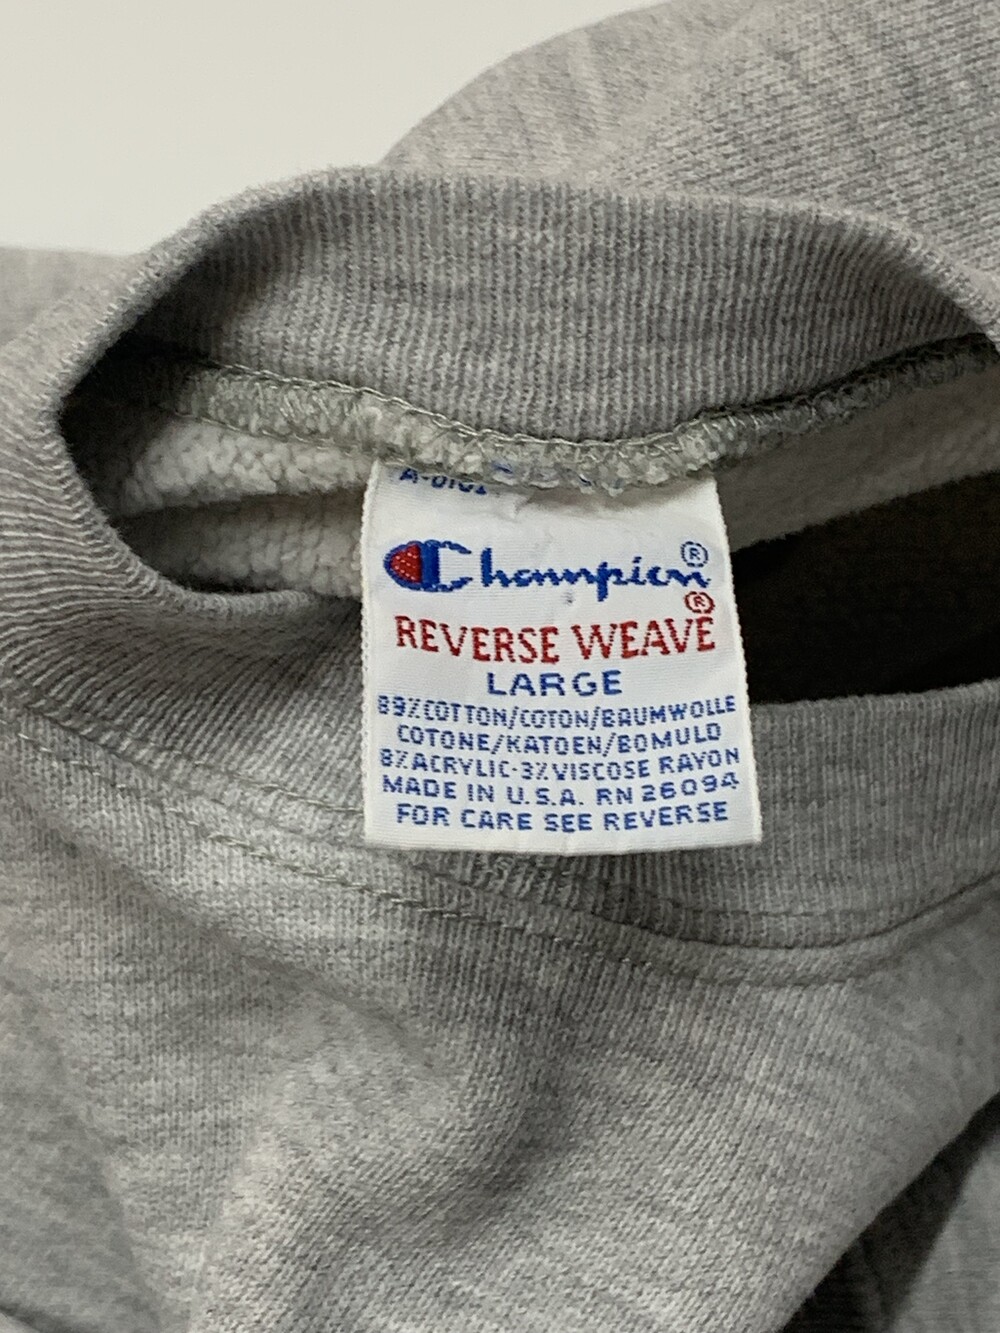 Champion®
REVERSE WEAVE®
LARGE
89% COTTON/COTON/BAUMWOLLE
COTONE/KATOEN/BOMULD
8% ACRYLIC-3% VISCOSE RAYON
MADE IN U.S.A. RN 26094
FOR CARE SEE REVERSE